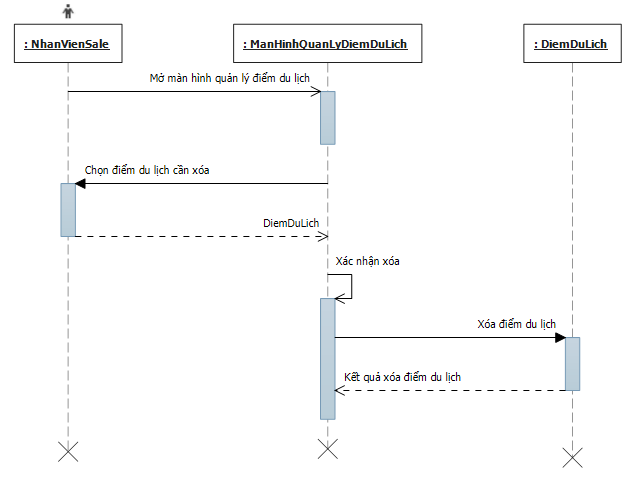 : NhanVienSale
: ManHinhQuanLyDiemDuLich
: DiemDuLich
Mở màn hình quản lý điểm du lịch
Chọn điểm du lịch cần xóa
DiemDuLich
Xác nhận xóa
Xóa điểm du lịch
Kết quả xóa điểm du lịch